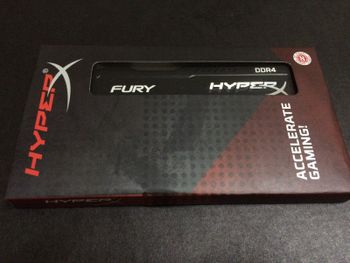 HYPERX
DDR4
FURY HYPERX
ACCELERATE
GAMING!
HYPERX